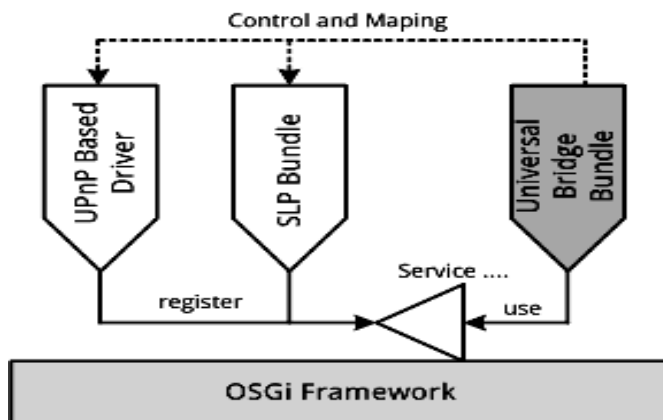 Control and Maping
UPnP Based
Driver
SLP Bundle
Universal
Bridge
Bundle
Service ....
register
use
OSGi Framework